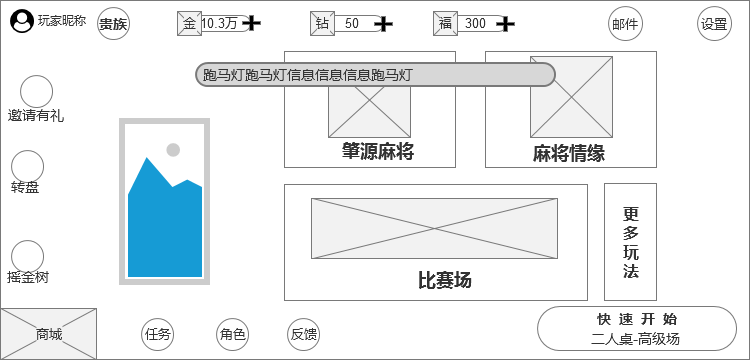 玩家昵称
贵族
金
10.3万
钻
50
福
300
邮件
设置
跑马灯跑马灯信息信息信息跑马灯
邀请有礼
转盘
摇金树
肇源麻将
麻将情缘
比赛场
更多玩法
商城
任务
角色
反馈
快速开始
二人桌-高级场